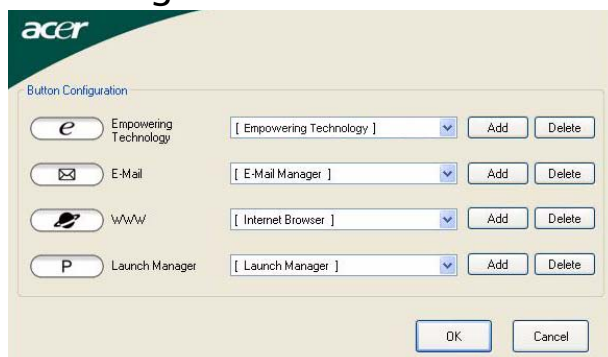 acer
Button Configuration
e Empowering Technology [ Empowering Technology ] Add Delete
E-Mail [ E-Mail Manager ] Add Delete
WWW [ Internet Browser ] Add Delete
P Launch Manager [ Launch Manager ] Add Delete
OK Cancel